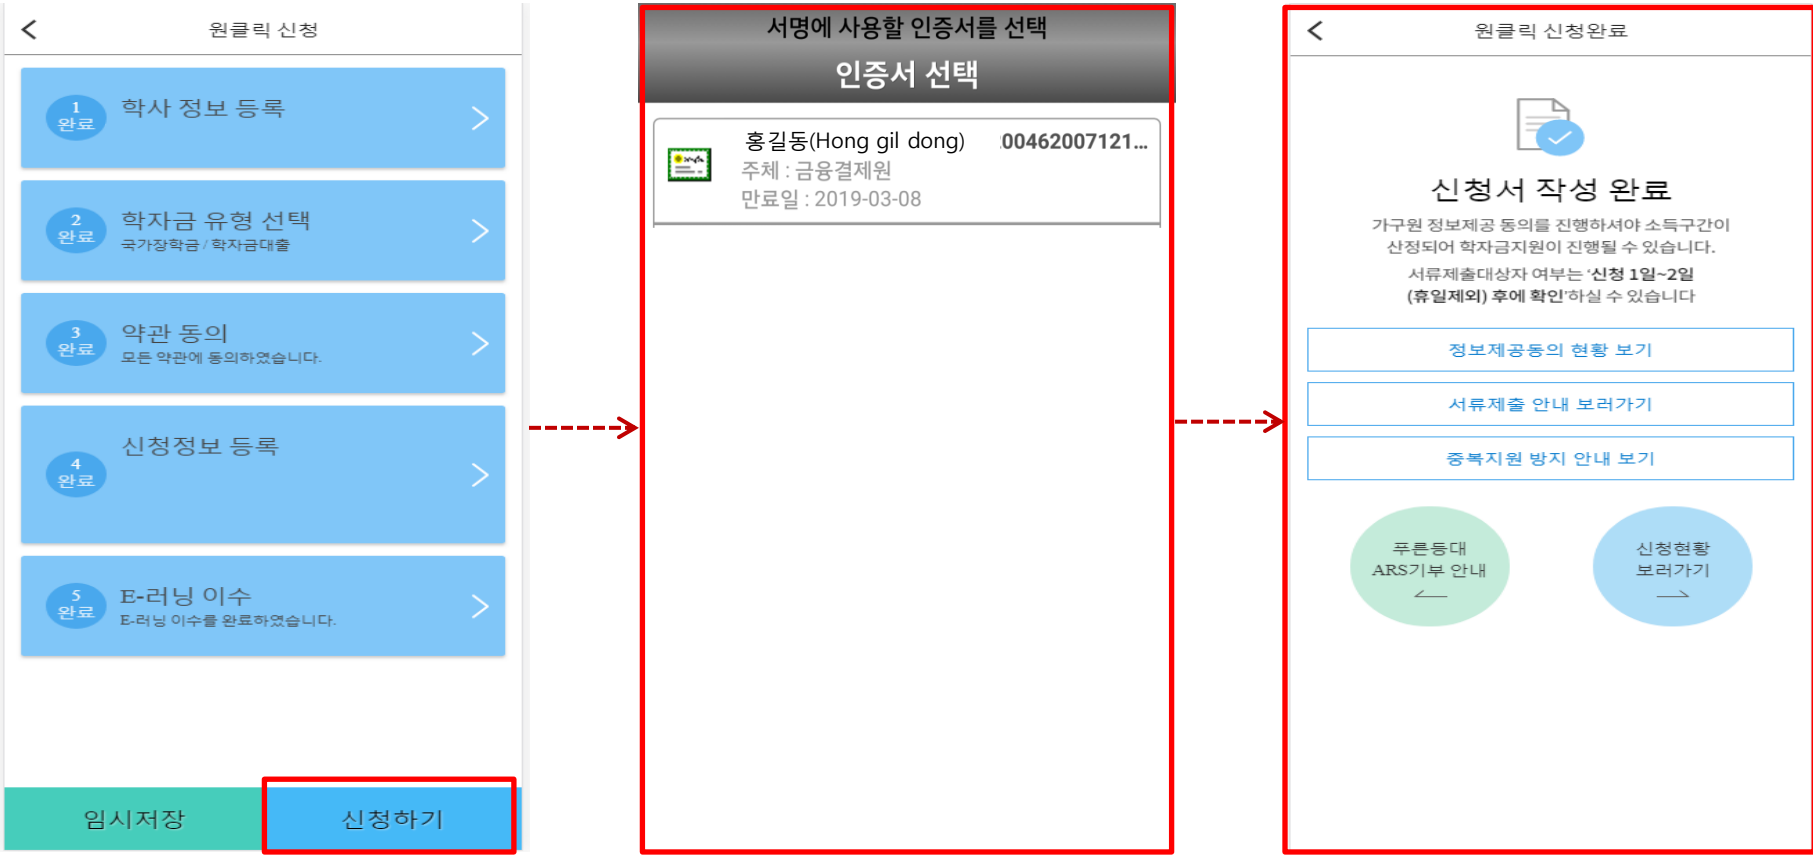 원클릭 신청
1
완료
학사 정보 등록
2
완료
학자금 유형 선택
국가장학금 / 학자금대출
3
완료
약관 동의
모든 약관에 동의하였습니다.
4
완료
신청정보 등록
5
완료
E-러닝 이수
E-러닝 이수를 완료하였습니다.
임시저장
신청하기
서명에 사용할 인증서를 선택
인증서 선택
홍길동(Hong gil dong) 00462007121...
주체 : 금융결제원
만료일 : 2019-03-08
원클릭 신청완료
신청서 작성 완료
가구원 정보제공 동의를 진행하셔야 소득구간이
산정되어 학자금지원이 진행될 수 있습니다.
서류제출대상자 여부는 '신청 1일~2일
(휴일제외) 후에 확인'하실 수 있습니다
정보제공동의 현황 보기
서류제출 안내 보러가기
중복지원 방지 안내 보기
푸른등대
ARS기부 안내
신청현황
보러가기